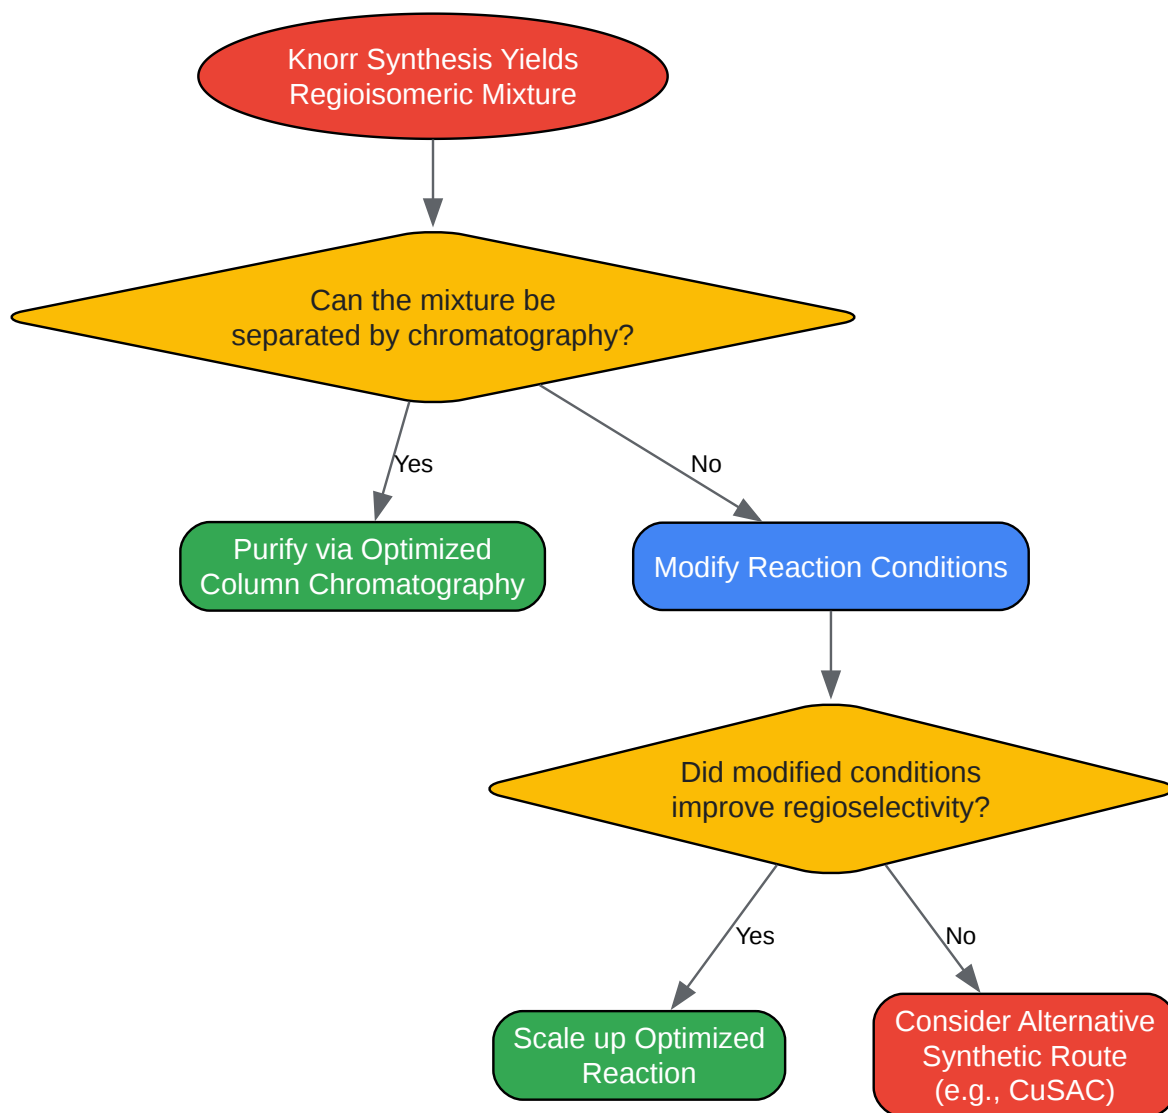 Knorr Synthesis Yields
Regioisomeric Mixture
Can the mixture be
separated by chromatography?
Yes
No
Purify via Optimized
Column Chromatography
Modify Reaction Conditions
Did modified conditions
improve regioselectivity?
Yes
No
Scale up Optimized
Reaction
Consider Alternative
Synthetic Route
(e.g., CuSAC)